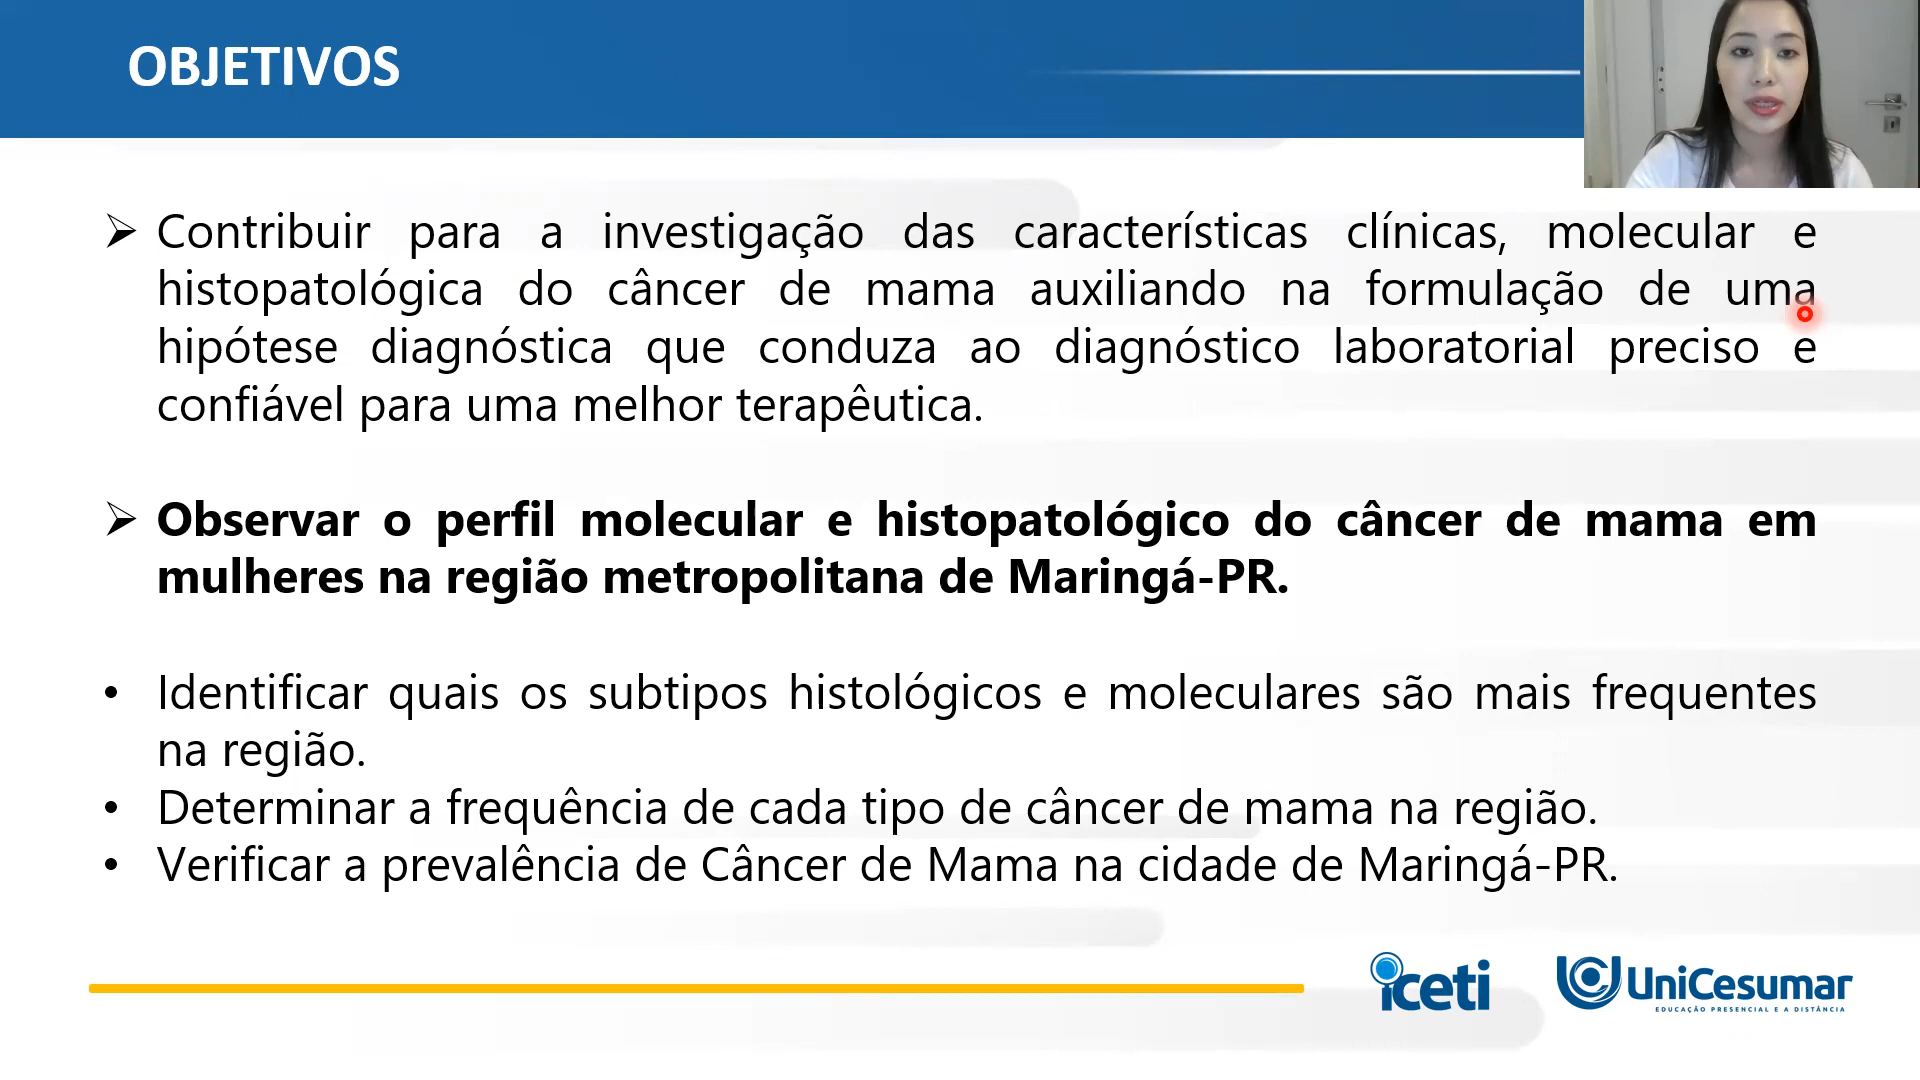 OBJETIVOS
➢ Contribuir para a investigação das características clínicas, molecular e
histopatológica do câncer de mama auxiliando na formulação de uma
hipótese diagnóstica que conduza ao diagnóstico laboratorial preciso e
confiável para uma melhor terapêutica.
➢ Observar o perfil molecular e histopatológico do câncer de mama em
mulheres na região metropolitana de Maringá-PR.
• Identificar quais os subtipos histológicos e moleculares são mais frequentes
na região.
• Determinar a frequência de cada tipo de câncer de mama na região.
• Verificar a prevalência de Câncer de Mama na cidade de Maringá-PR.
iceti
UniCesumar
EDUCAÇÃO PRESENCIAL E A DISTÂNCIA